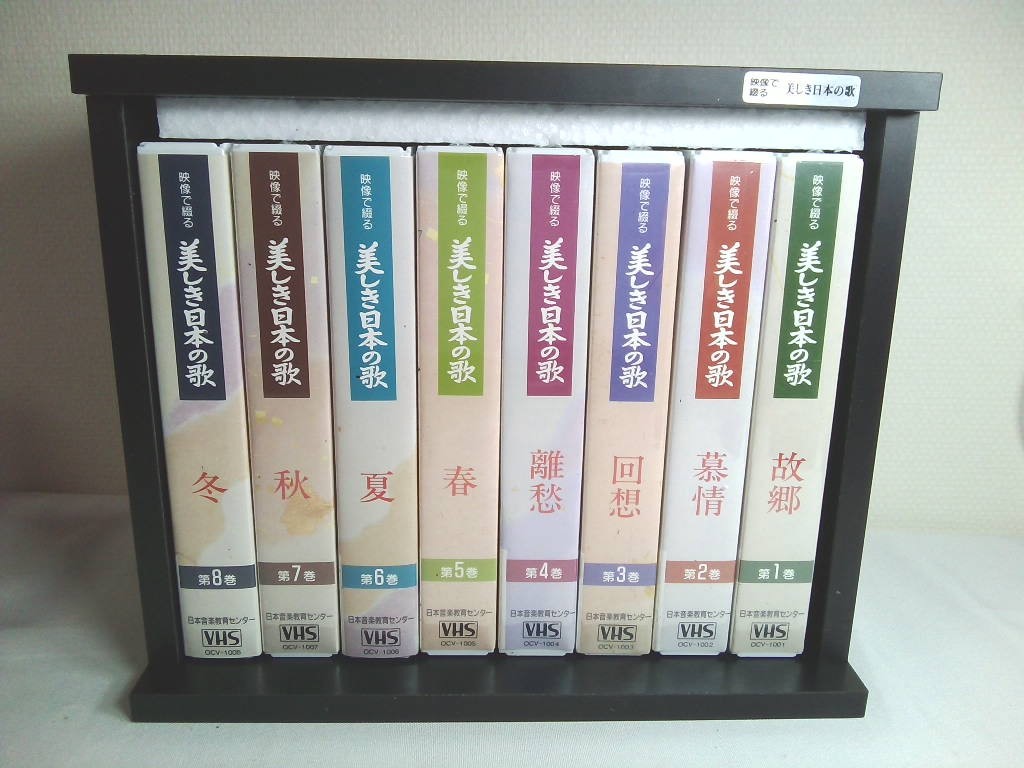 映像で
綴る
美しき日本の歌
映像で綴る
美しき日本の歌
冬
第8巻
日本音楽教育センター
VHS
OCV-1008
映像で綴る
美しき日本の歌
秋
第7巻
日本音楽教育センター
VHS
OCV-1007
映像で綴る
美しき日本の歌
夏
第6巻
日本音楽教育センター
VHS
OCV-1006
映像で綴る
美しき日本の歌
春
第5巻
日本音楽教育センター
VHS
OCV-1005
映像で綴る
美しき日本の歌
離愁
第4巻
日本音楽教育センター
VHS
OCV-1004
映像で綴る
美しき日本の歌
回想
第3巻
日本音楽教育センター
VHS
OCV-1003
映像で綴る
美しき日本の歌
慕情
第2巻
日本音楽教育センター
VHS
OCV-1002
映像で綴る
美しき日本の歌
故郷
第1巻
日本音楽教育センター
VHS
OCV-1001